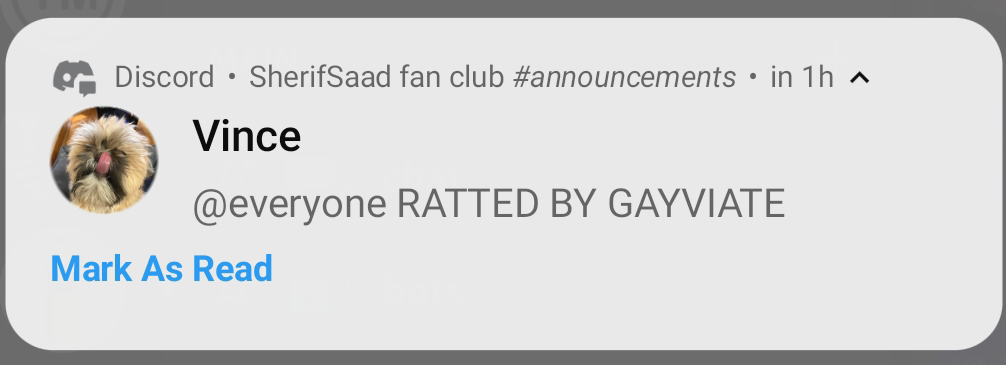 Discord • SherifSaad fan club #announcements • in 1h
Vince
@everyone RATTED BY GAYVIATE
Mark As Read